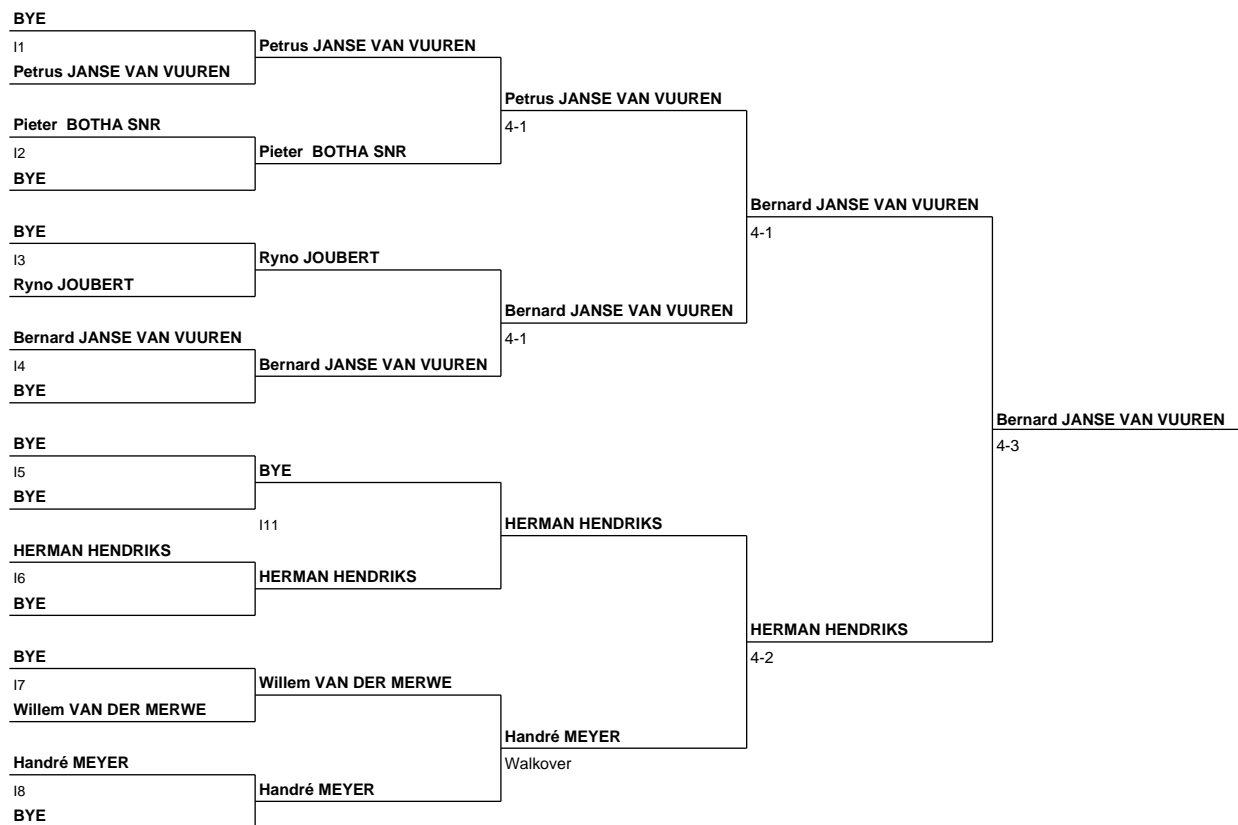 BYE
I1
Petrus JANSE VAN VUUREN
Petrus JANSE VAN VUUREN
Petrus JANSE VAN VUUREN
4-1
Pieter  BOTHA SNR
I2
BYE
Pieter  BOTHA SNR
Bernard JANSE VAN VUUREN
4-1
BYE
I3
Ryno JOUBERT
Ryno JOUBERT
Bernard JANSE VAN VUUREN
4-1
Bernard JANSE VAN VUUREN
I4
BYE
Bernard JANSE VAN VUUREN
Bernard JANSE VAN VUUREN
4-3
BYE
I5
BYE
BYE
I11
HERMAN HENDRIKS
HERMAN HENDRIKS
I6
BYE
HERMAN HENDRIKS
HERMAN HENDRIKS
4-2
BYE
I7
Willem VAN DER MERWE
Willem VAN DER MERWE
Handré MEYER
Walkover
Handré MEYER
I8
BYE
Handré MEYER